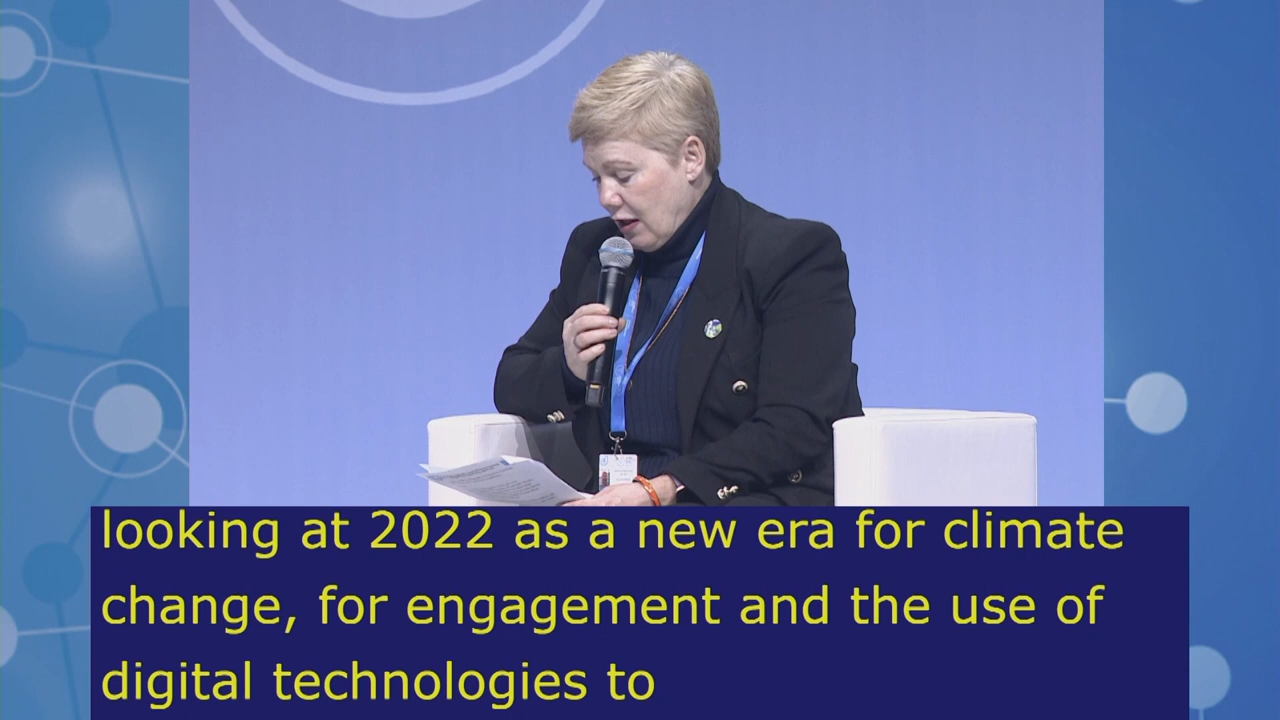 looking at 2022 as a new era for climate
change, for engagement and the use of
digital technologies to